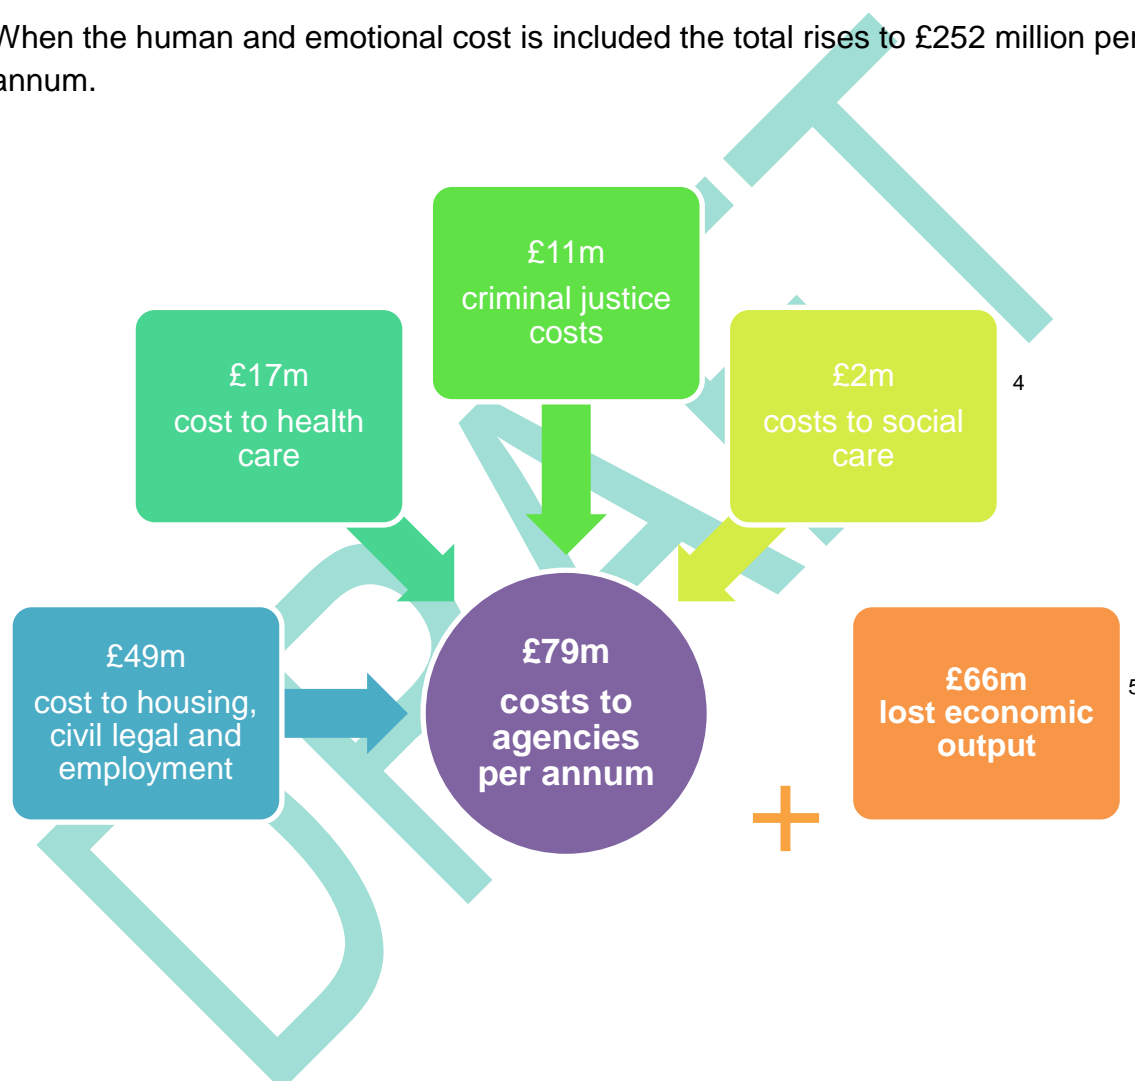 When the human and emotional cost is included the total rises to £252 million per
annum.
£11m
criminal justice
costs
£17m
cost to health
care
£2m
costs to social
care
4
£49m
cost to housing,
civil legal and
employment
£79m
costs to
agencies
per annum
£66m
lost economic
output
5
+
DRAFT